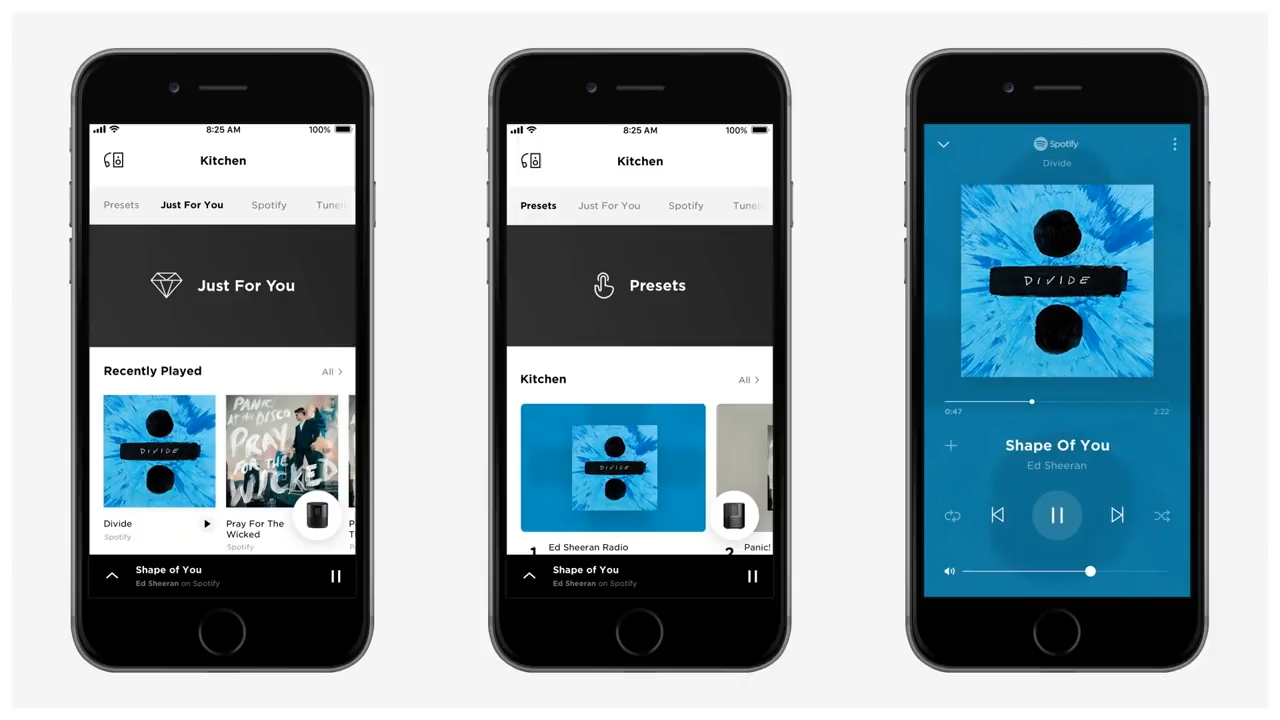 8:25 AM
100%
Kitchen
Presets
Just For You
Spotify
Just For You
Recently Played
All
DIVIDE
PANIC!
AT THE DISCO
PRAY
FOR THE
WICKED
Divide
Spotify
Pray For The
Wicked
Spotify
Shape of You
Ed Sheeran on Spotify
8:25 AM
100%
Kitchen
Presets
Just For You
Spotify
Presets
Kitchen
All
DIVIDE
1
Ed Sheeran Radio
2
Panic!
Shape of You
Ed Sheeran on Spotify
Spotify
Divide
DIVIDE
0:47
2:22
Shape Of You
Ed Sheeran